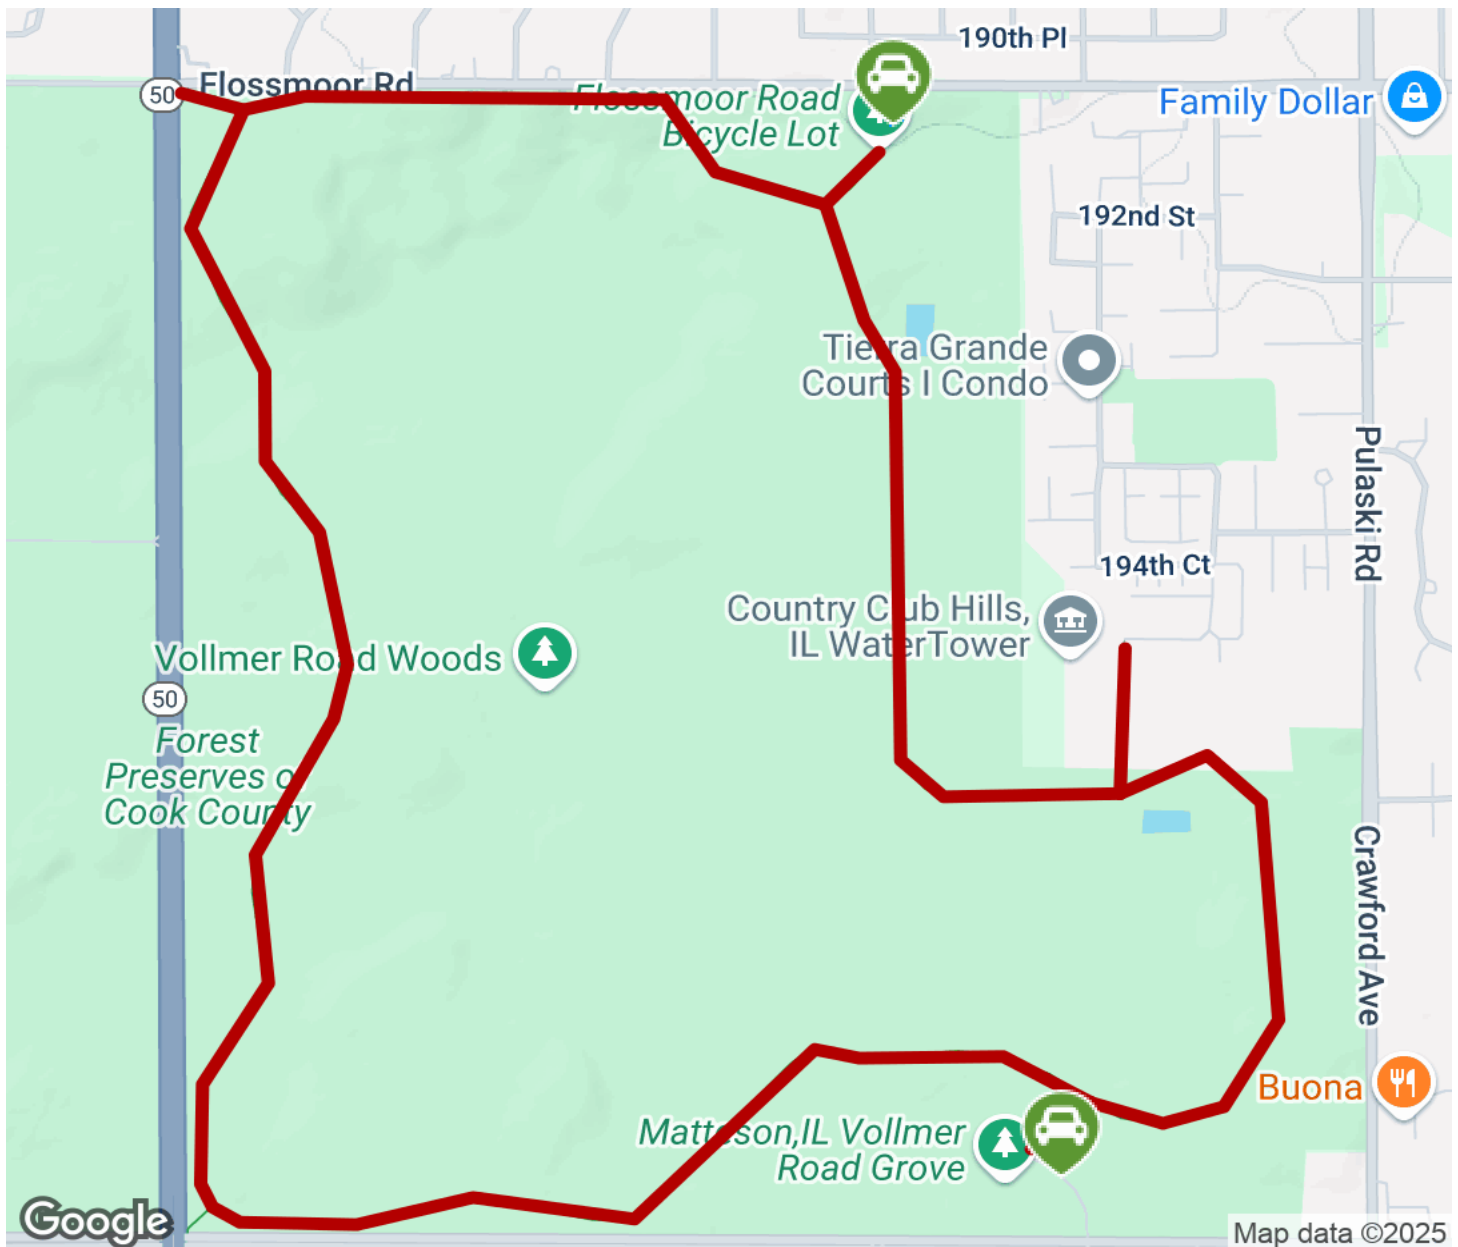 190th Pl
50
Flossmoor Rd
Flossmoor Road
Bicycle Lot
Family Dollar
192nd St
Tierra Grande
Courts I Condo
Pulaski Rd
194th Ct
Country Club Hills,
IL WaterTower
Vollmer Road Woods
50
Forest
Preserves of
Cook County
Crawford Ave
Buona
Matteson,IL Vollmer
Road Grove
Google
Map data ©2025